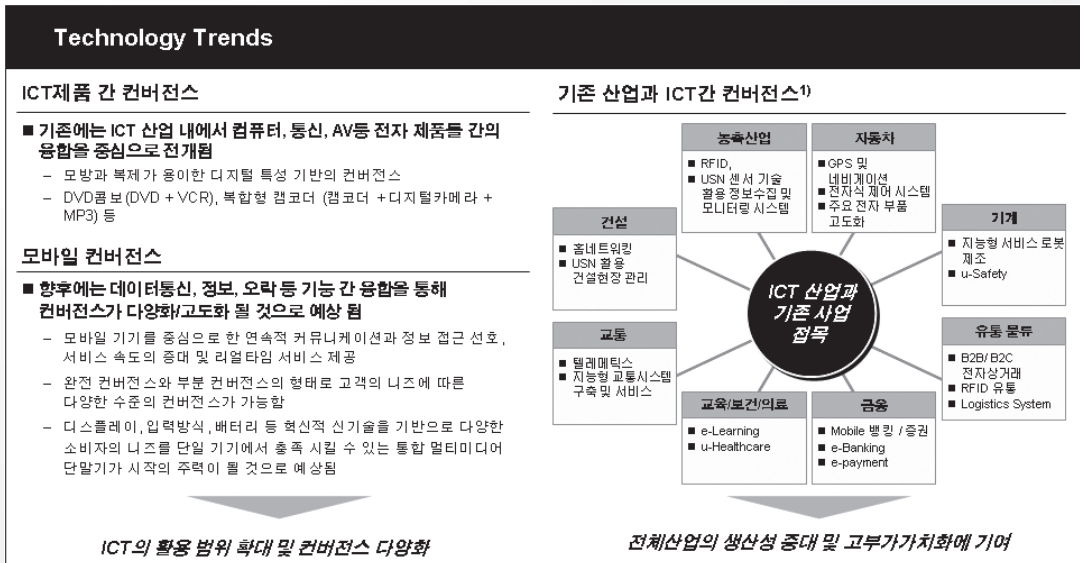 Technology Trends
ICT제품 간 컨버전스
■ 기존에는 ICT 산업 내에서 컴퓨터, 통신, AV등 전자 제품들 간의
융합을 중심으로 전개됨
– 모방과 복제가 용이한 디지털 특성 기반의 컨버전스
– DVD콤보(DVD + VCR), 복합형 캠코더 (캠코더 +디지털카메라 +
MP3) 등
모바일 컨버전스
■ 향후에는 데이터통신, 정보, 오락 등 기능 간 융합을 통해
컨버전스가 다양화/고도화 될 것으로 예상 됨
– 모바일 기기를 중심으로 한 연속적 커뮤니케이션과 정보 접근 선호,
서비스 속도의 증대 및 리얼타임 서비스 제공
– 완전 컨버전스와 부분 컨버전스의 형태로 고객의 니즈에 따른
다양한 수준의 컨버전스가 가능함
– 디스플레이, 입력방식, 배터리 등 혁신적 신기술을 기반으로 다양한
소비자의 니즈를 단일 기기에서 충족 시킬 수 있는 통합 멀티미디어
단말기가 시작의 주력이 될 것으로 예상됨
ICT의 활용 범위 확대 및 컨버전스 다양화
기존 산업과 ICT간 컨버전스1)
농축산업
■ RFID,
■ USN 센서 기술
활용 정보수집 및
모니터링 시스템
자동차
■ GPS 및
네비게이션
■ 전자식 제어 시스템
■ 주요 전자 부품
고도화
건설
■ 홈네트워킹
■ USN 활용
건설현장 관리
기계
■ 지능형 서비스 로봇
제조
■ u-Safety
ICT 산업과
기존 사업
접목
교통
■ 텔레메틱스
■ 지능형 교통시스템
구축 및 서비스
유통 물류
■ B2B/ B2C
전자상거래
■ RFID 유통
■ Logistics System
교육/보건/의료
■ e-Learning
■ u-Healthcare
금융
■ Mobile 뱅킹 / 증권
■ e-Banking
■ e-payment
전체산업의 생산성 증대 및 고부가가치화에 기여